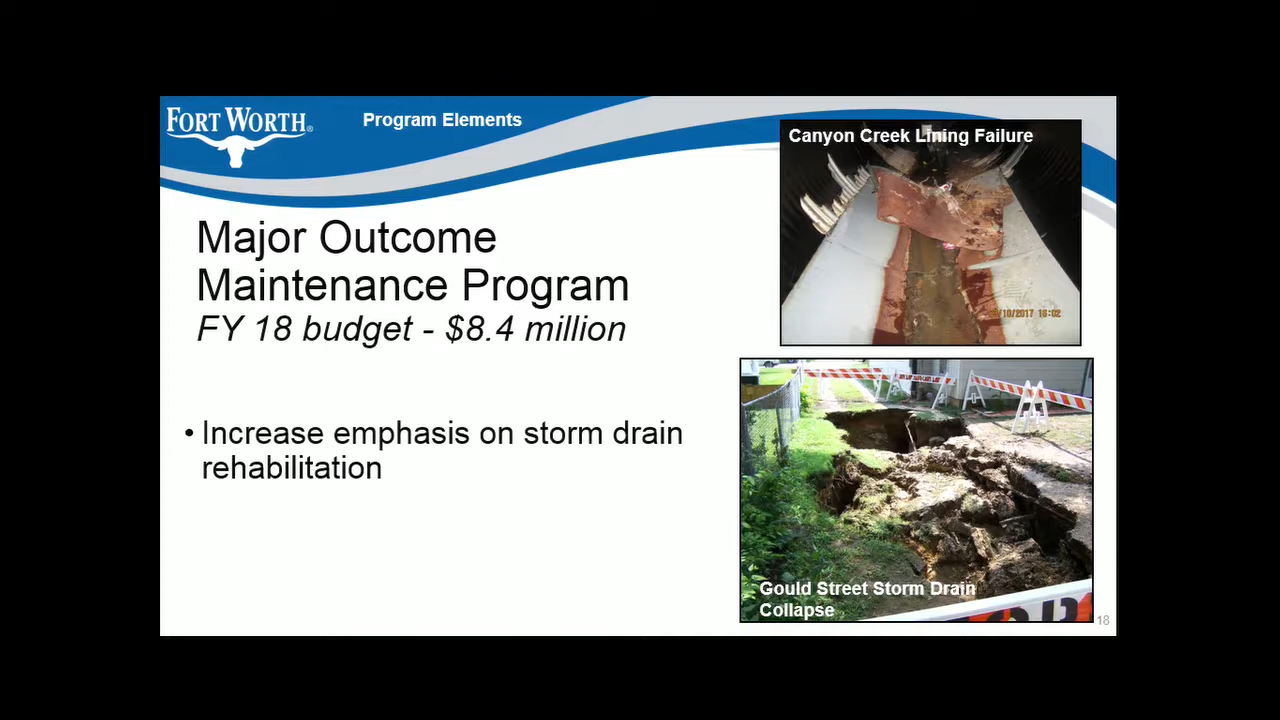 FORT WORTH®
Program Elements
Canyon Creek Lining Failure
Major Outcome
Maintenance Program
FY 18 budget - $8.4 million
• Increase emphasis on storm drain
rehabilitation
Gould Street Storm Drain
Collapse
18